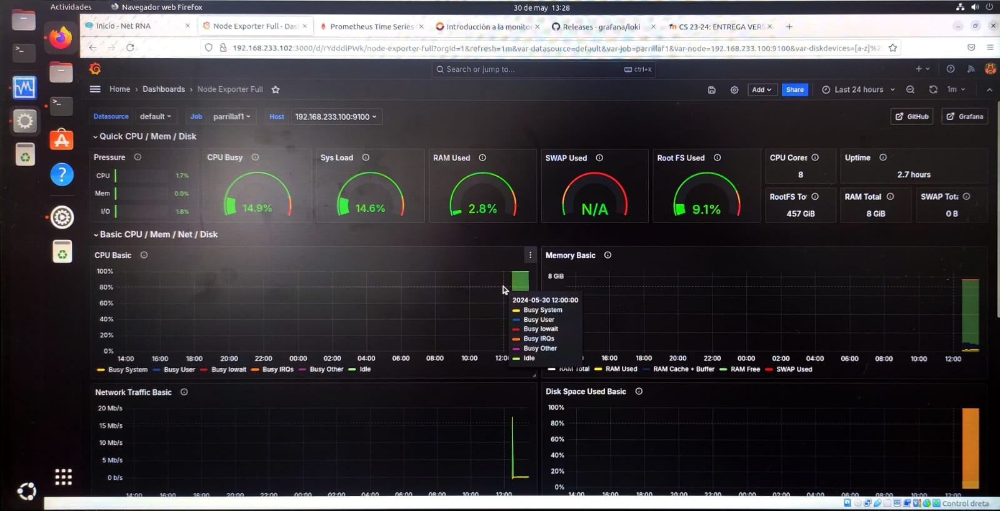 Actividades
Navegador web Firefox
30 de may 13:28
Inicio - Net RNA
Node Exporter Full - Das
Prometheus Time Series
Introducción a la monitor
Releases · grafana/loki
CS 23-24: ENTREGA VERS
192.168.233.102:3000/d/rYdddlPWk/node-exporter-full?orgId=1&refresh=1m&var-datasource=default&var-job=parrillaf1&var-node=192.168.233.100:9100&var-diskdevices=[a-z]%2
Search or jump to...
ctrl+k
Home › Dashboards › Node Exporter Full
Add
Share
Last 24 hours
1m
Datasource default Job parrillaf1 Host 192.168.233.100:9100
GitHub
Grafana
Quick CPU / Mem / Disk
Pressure
CPU 1.7%
Mem 0.0%
I/O 1.6%
CPU Busy
14.9%
Sys Load
14.6%
RAM Used
2.8%
SWAP Used
N/A
Root FS Used
9.1%
CPU Cores
8
Uptime
2.7 hours
RootFS To
457 GiB
RAM Total
8 GiB
SWAP Tota
0 B
Basic CPU / Mem / Net / Disk
CPU Basic
100%
80%
60%
40%
20%
0%
14:00 16:00 18:00 20:00 22:00 00:00 02:00 04:00 06:00 08:00 10:00 12:0
Busy System Busy User Busy Iowait Busy IRQs Busy Other Idle
2024-05-30 12:00:00
Busy System
Busy User
Busy Iowait
Busy IRQs
Busy Other
Idle
Memory Basic
8 GiB
16:00 18:00 20:00 22:00 00:00 02:00 04:00 06:00 08:00 10:00 12:00
RAM Total RAM Used RAM Cache + Buffer RAM Free SWAP Used
Network Traffic Basic
20 Mb/s
15 Mb/s
10 Mb/s
5 Mb/s
0 b/s
14:00 16:00 18:00 20:00 22:00 00:00 02:00 04:00 06:00 08:00 10:00 12:00
Disk Space Used Basic
100%
80%
60%
40%
20%
0%
14:00 16:00 18:00 20:00 22:00 00:00 02:00 04:00 06:00 08:00 10:00 12:00
Control dreta